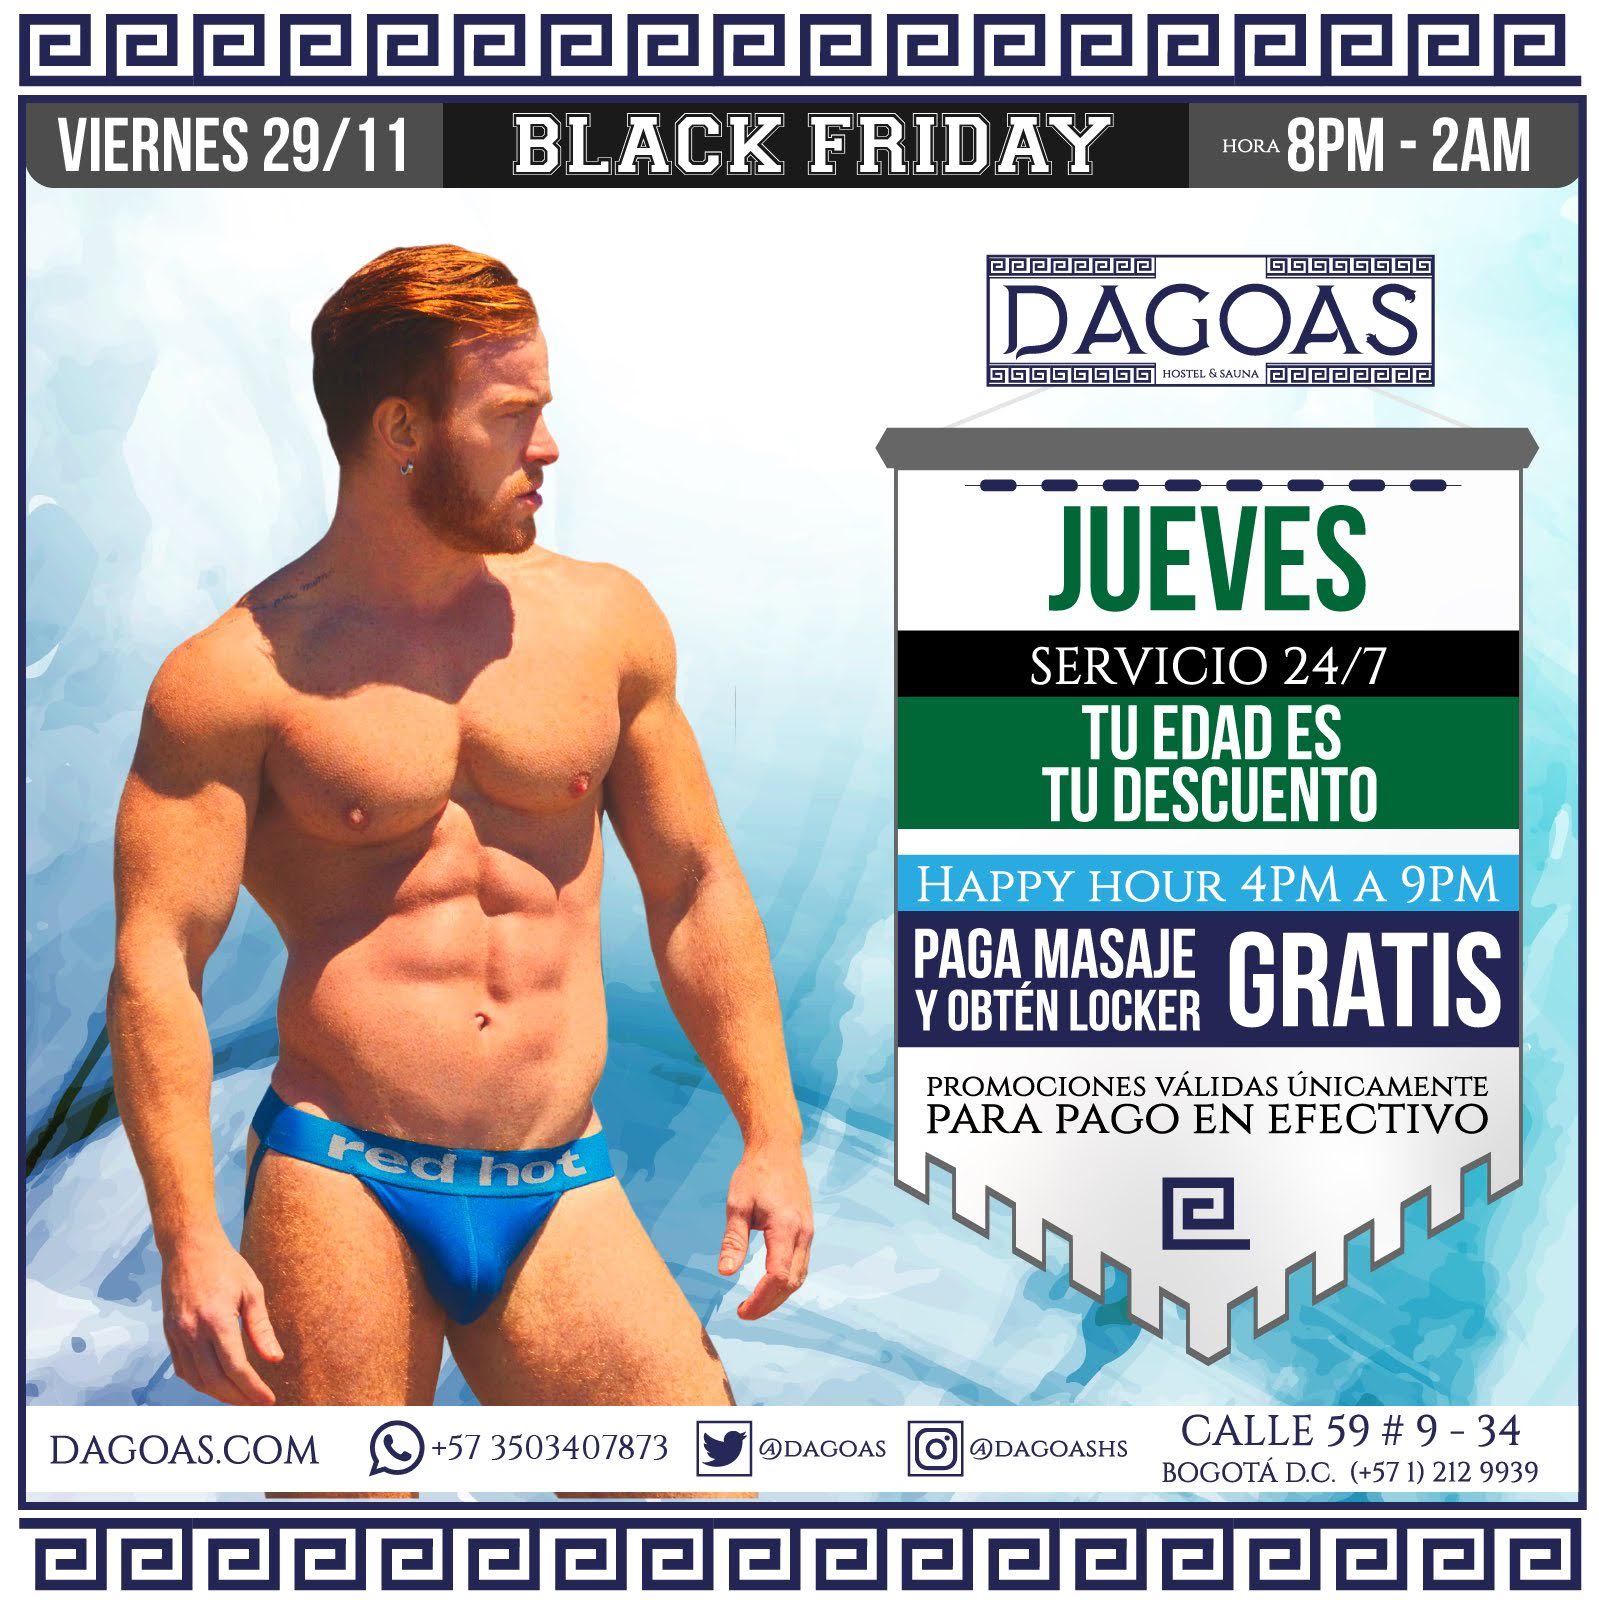 VIERNES 29/11 BLACK FRIDAY HORA 8PM - 2AM
DAGOAS
HOSTEL & SAUNA
JUEVES
SERVICIO 24/7
TU EDAD ES
TU DESCUENTO
HAPPY HOUR 4PM A 9PM
PAGA MASAJE
Y OBTÉN LOCKER GRATIS
PROMOCIONES VÁLIDAS ÚNICAMENTE
PARA PAGO EN EFECTIVO
red hot
DAGOAS.COM +57 3503407873 @DAGOAS @DAGOASHS
CALLE 59 # 9 - 34
BOGOTÁ D.C. (+57 1) 212 9939